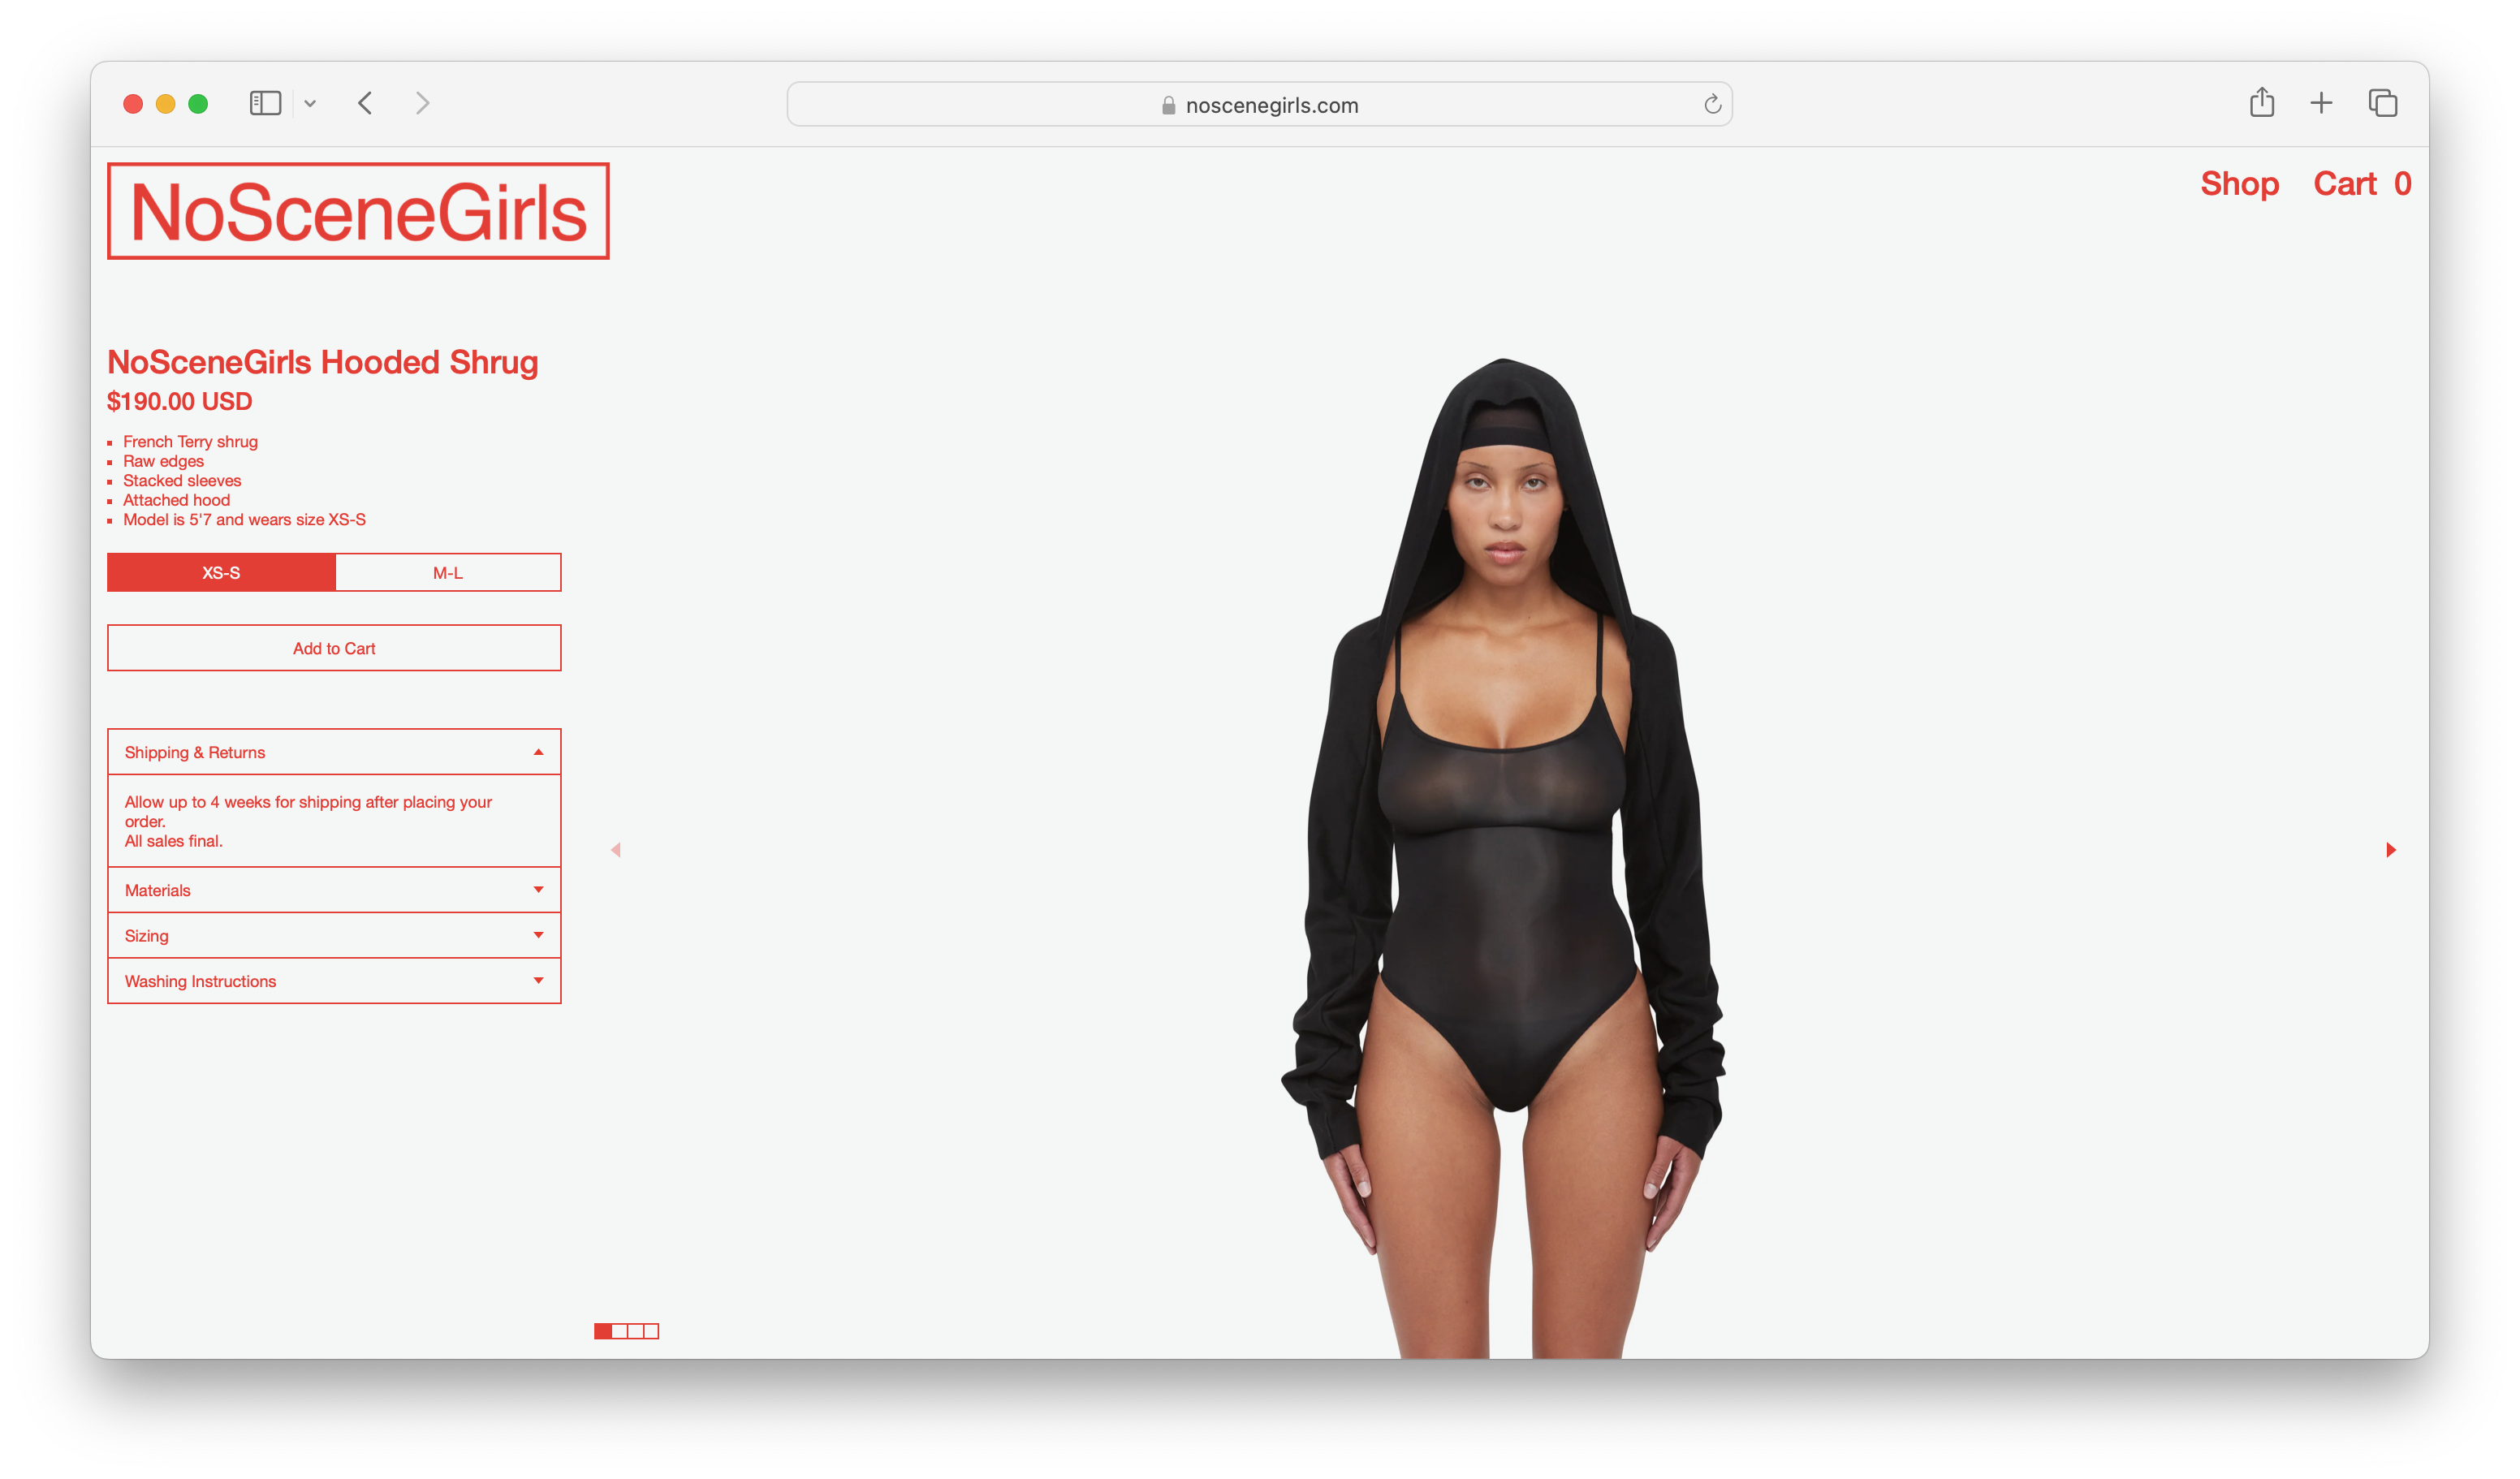 noscenegirls.com
NoSceneGirls
Shop Cart 0
NoSceneGirls Hooded Shrug
$190.00 USD
French Terry shrug
Raw edges
Stacked sleeves
Attached hood
Model is 5'7 and wears size XS-S
XS-S M-L
Add to Cart
Shipping & Returns
Allow up to 4 weeks for shipping after placing your
order.
All sales final.
Materials
Sizing
Washing Instructions